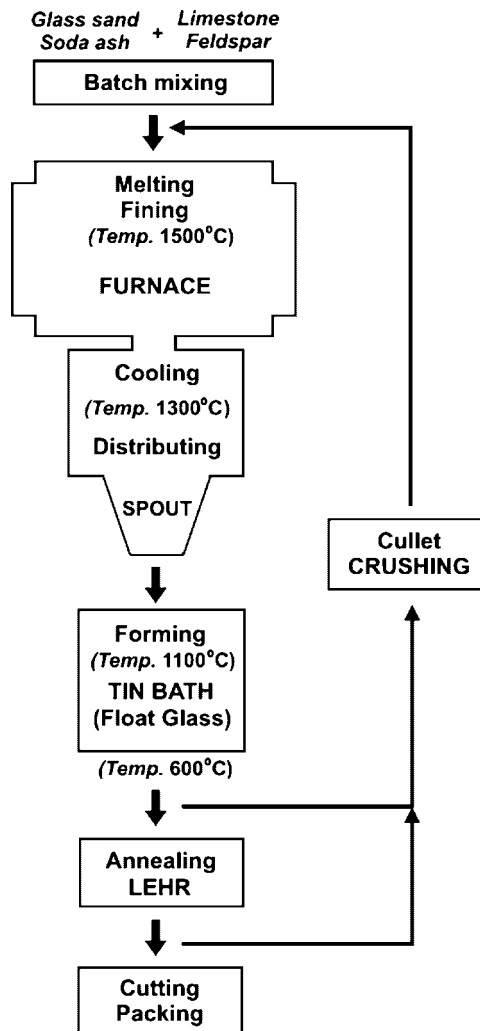 Glass sand + Limestone
Soda ash Feldspar
Batch mixing
Melting
Fining
(Temp. 1500°C)
FURNACE
Cooling
(Temp. 1300°C)
Distributing
SPOUT
Cullet
CRUSHING
Forming
(Temp. 1100°C)
TIN BATH
(Float Glass)
(Temp. 600°C)
Annealing
LEHR
Cutting
Packing